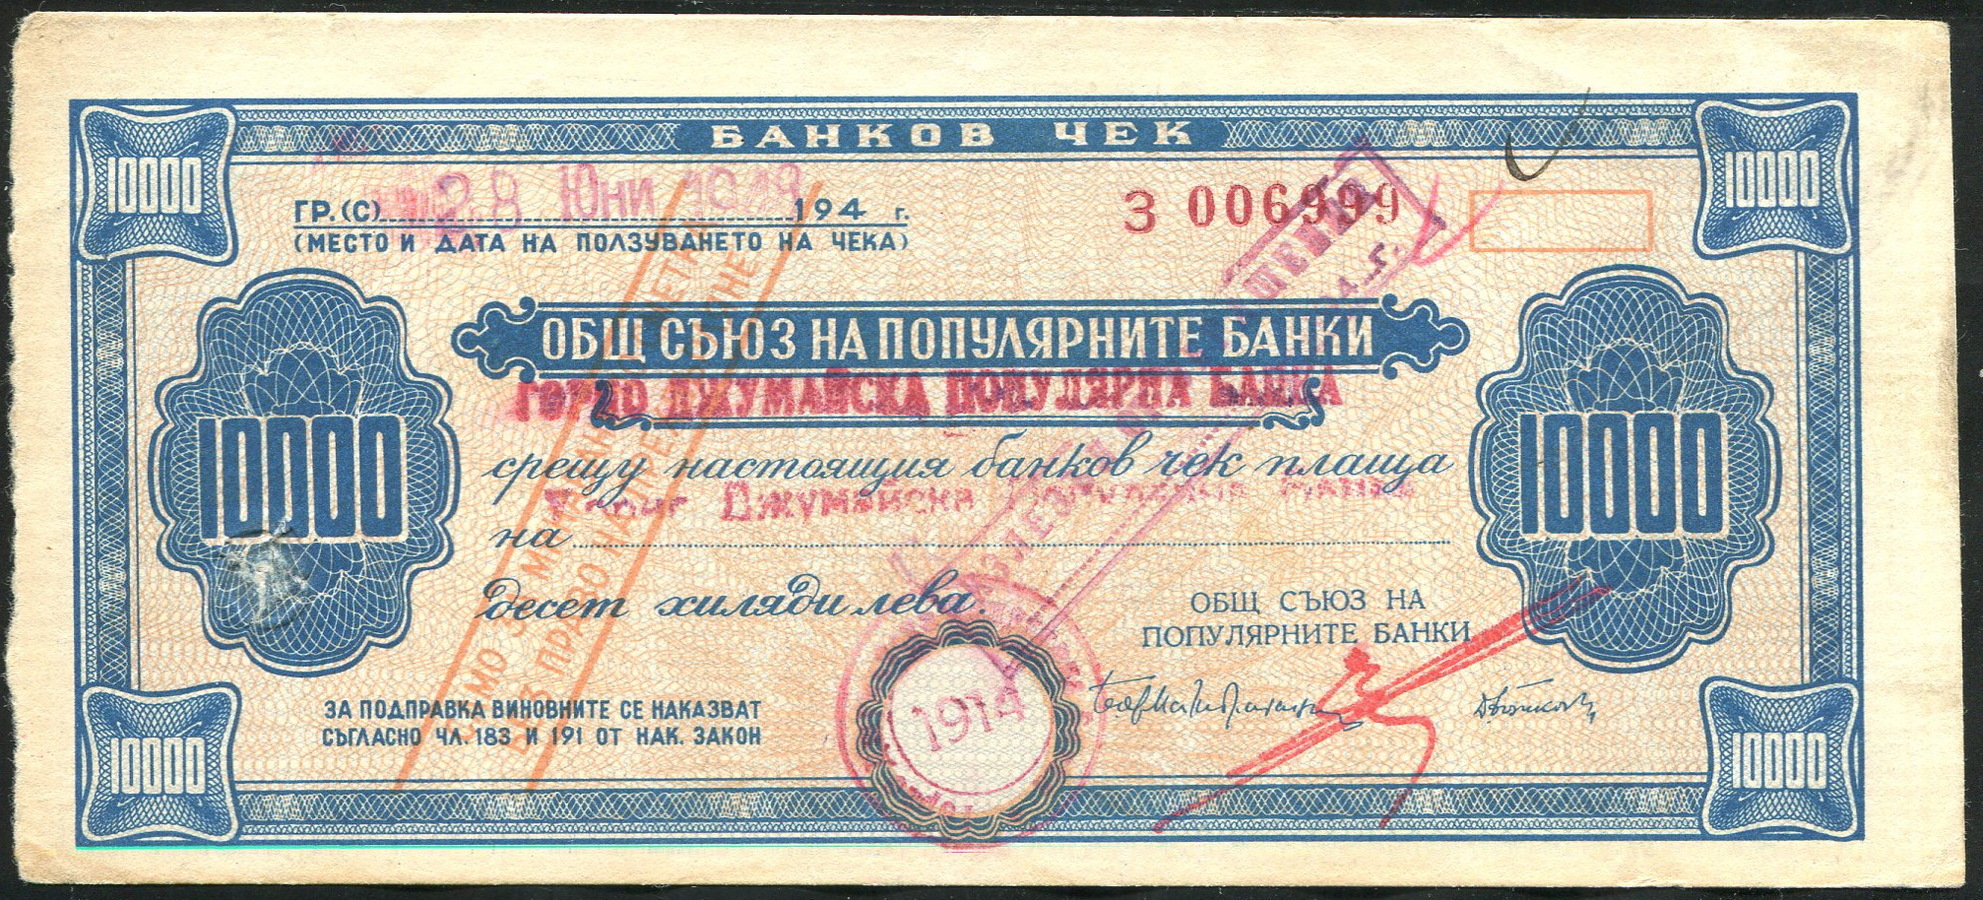 БАНКОВ ЧЕК
10000 10000
28 Юни 1949
ГР.(С) 194 г.
(МЕСТО И ДАТА НА ПОЛЗУВАНЕТО НА ЧЕКА)
З 006999
ОБЩ СЪЮЗ НА ПОПУЛЯРНИТЕ БАНКИ
ГОРНО ДЖУМАЙСКА ПОПУЛЯРНА БАНКА
срещу настоящия банков чек плаща
Горно Джумайска Популярна Банка
на
10000 10000
десет хиляди лева.
ОБЩ СЪЮЗ НА
ПОПУЛЯРНИТЕ БАНКИ
ЗА ПОДПРАВКА ВИНОВНИТЕ СЕ НАКАЗВАТ
СЪГЛАСНО ЧЛ. 183 И 191 ОТ НАК. ЗАКОН
1914
10000 10000